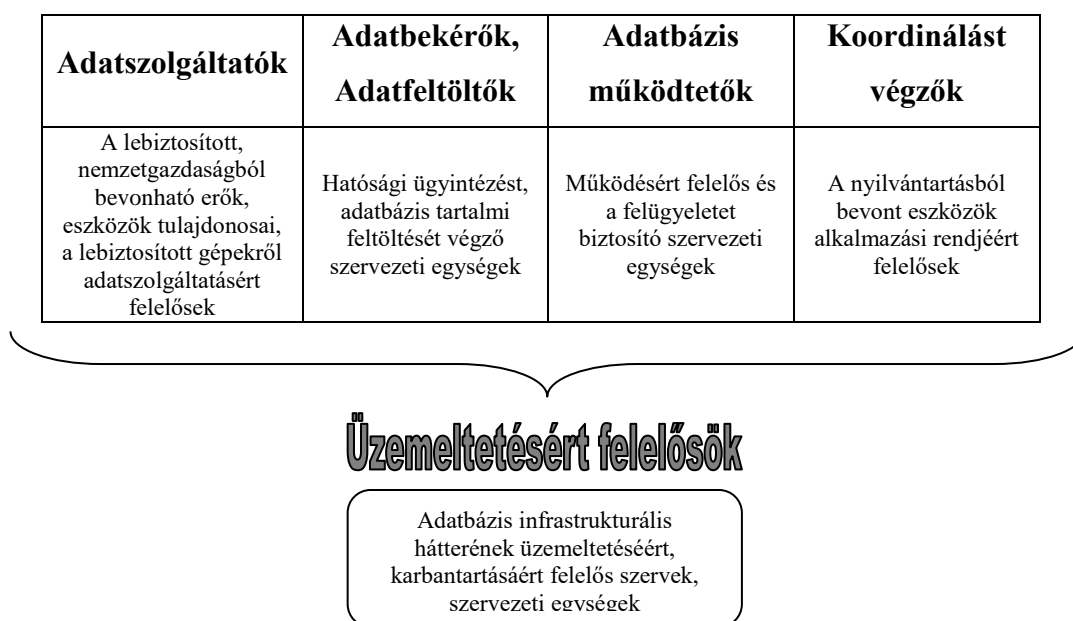 Adatszolgáltatók
Adatbekérők,
Adatfeltöltők
Adatbázis
működtetők
Koordinálást
végzők
A lebiztosított,
nemzetgazdaságból
bevonható erők,
eszközök tulajdonosai,
a lebiztosított gépekről
adatszolgáltatásért
felelősek
Hatósági ügyintézést,
adatbázis tartalmi
feltöltését végző
szervezeti egységek
Működésért felelős és
a felügyeletet
biztosító szervezeti
egységek
A nyilvántartásból
bevont eszközök
alkalmazási rendjéért
felelősek
Üzemeltetésért felelősök
Adatbázis infrastrukturális
hátterének üzemeltetéséért,
karbantartásáért felelős szervek,
szervezeti egységek